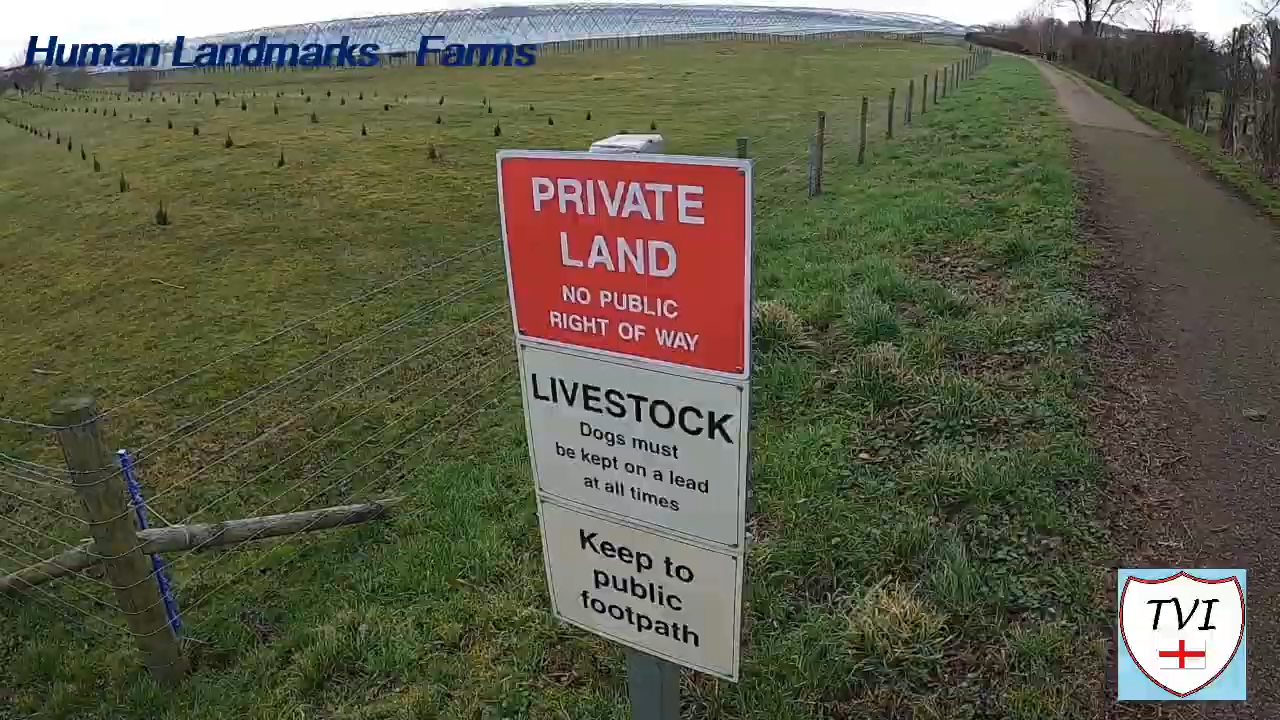 Human Landmarks - Farms
PRIVATE
LAND
NO PUBLIC
RIGHT OF WAY
LIVESTOCK
Dogs must
be kept on a lead
at all times
Keep to
public
footpath
TVI